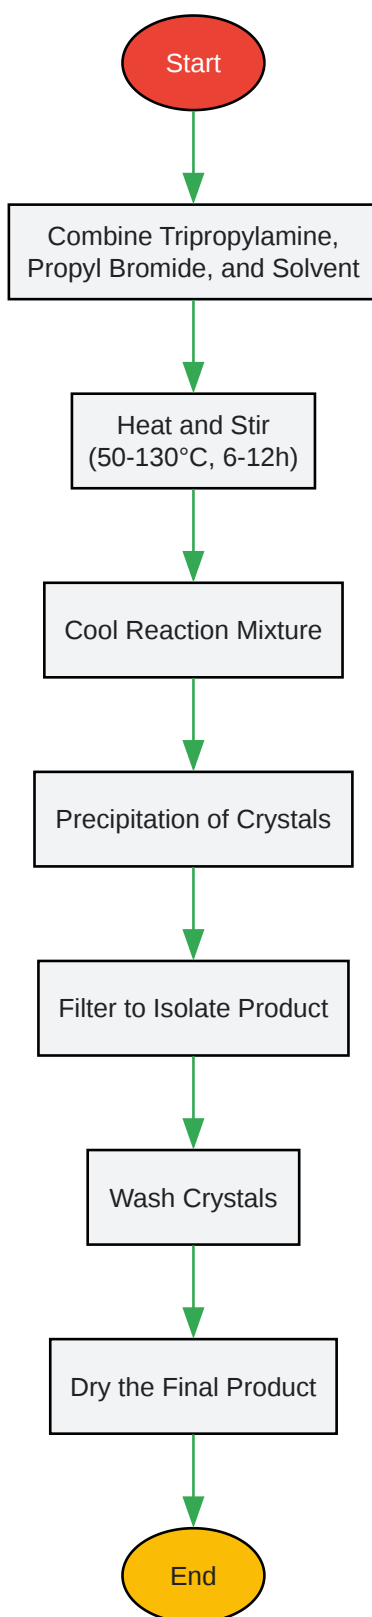 Start
Combine Tripropylamine,
Propyl Bromide, and Solvent
Heat and Stir
(50-130°C, 6-12h)
Cool Reaction Mixture
Precipitation of Crystals
Filter to Isolate Product
Wash Crystals
Dry the Final Product
End